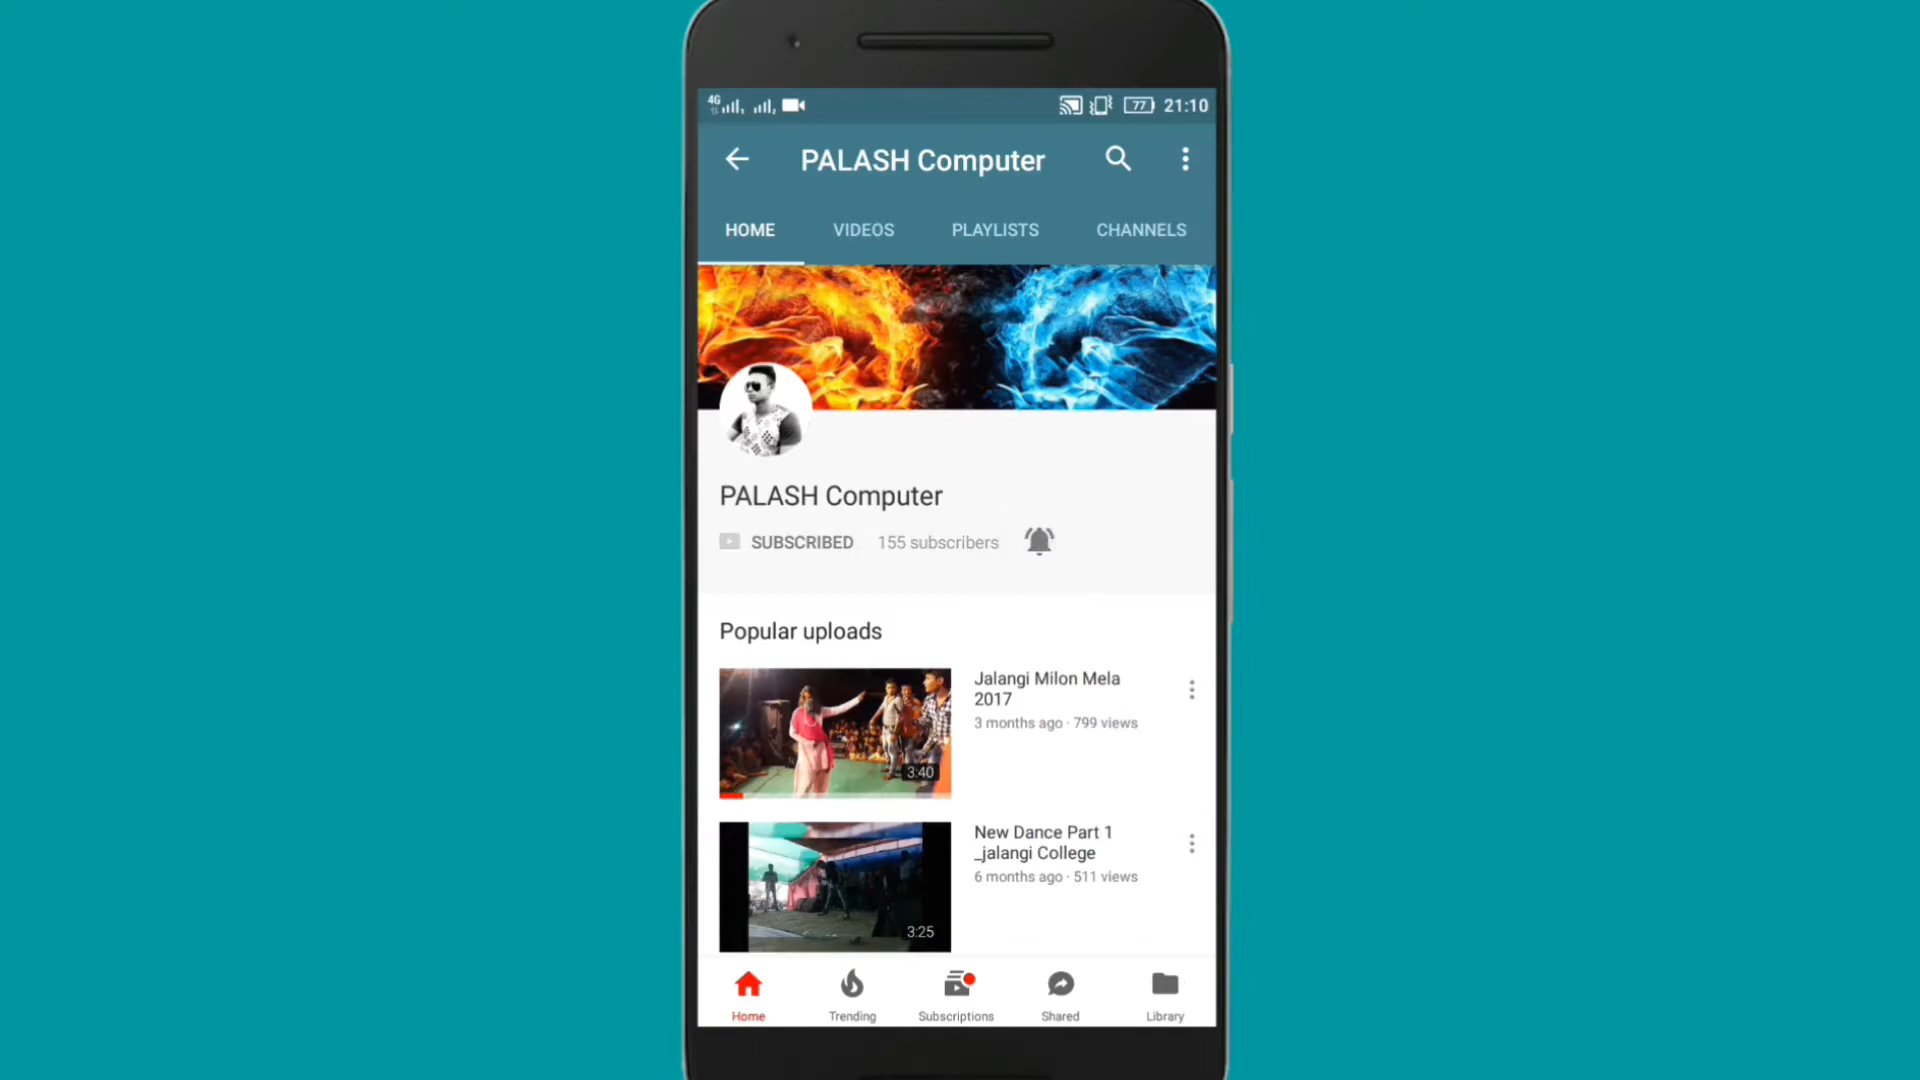 4G
77 21:10
PALASH Computer
HOME VIDEOS PLAYLISTS CHANNELS
PALASH Computer
SUBSCRIBED 155 subscribers
Popular uploads
Jalangi Milon Mela
2017
3 months ago · 799 views
3:40
New Dance Part 1
_jalangi College
6 months ago · 511 views
3:25
Home Trending Subscriptions Shared Library